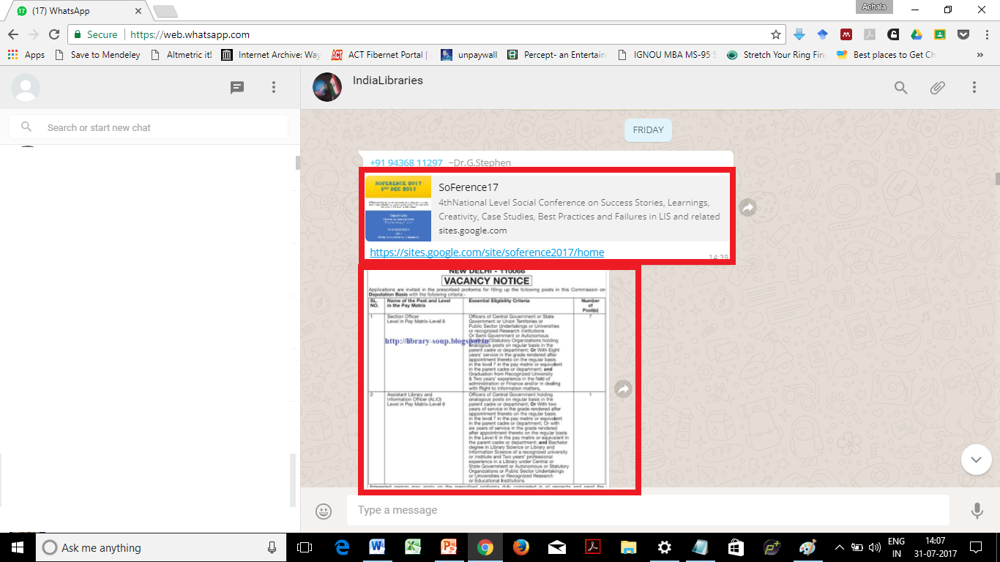 Achala
(17) WhatsApp
Secure
https://web.whatsapp.com
Apps
Save to Mendeley
Altmetric it!
Internet Archive: Way
ACT Fibernet Portal |
unpaywall
Percept- an Entertain
IGNOU MBA MS-95 S
Stretch Your Ring Fing
Best places to Get Ch
IndiaLibraries
Search or start new chat
FRIDAY
+91 94368 11297 ~Dr.G.Stephen
SOFERENCE 2017
2ND DEC 2017
SoFerence17
4thNational Level Social Conference on Success Stories, Learnings,
Creativity, Case Studies, Best Practices and Failures in LIS and related
sites.google.com
https://sites.google.com/site/soference2017/home
14:39
NEW DELHI - 110066
VACANCY NOTICE
Applications are invited in the prescribed proforma for filling up the following posts in this Commission on
Deputation Basis with the following criteria:-
SL. NO.
Name of the Post and Level in the Pay Matrix
Essential Eligibility Criteria
Number of Post(s)
1
Section Officer
Level in Pay Matrix-Level 8
Officers of Central Government or State
Government or Union Territories or
Public Sector Undertakings or Universities
or recognized Research Institutions
Or Semi Government or Autonomous
Statutory Organizations holding
analogous posts on regular basis in the
parent cadre or department; Or With Eight
years' service in the grade rendered after
appointment thereto on the regular basis
in the level 7 in the pay matrix or equivalent
in the parent cadre or department; and
Graduation from Recognized University
& Two years' experience in the field of
administration or Finance and/or in dealing
with Right to Information matters.
7
http://library-soup.blogspot.in
2
Assistant Library and
Information Officer (ALIO)
Level in Pay Matrix-Level 8
Officers of Central Government holding
analogous posts on regular basis in the
parent cadre or department; Or With two
years of service in the grade rendered after
appointment thereto on the regular basis
in the level 7 in the pay matrix or equivalent
in the parent cadre or department; Or with
six years of service in the grade rendered
after appointment thereto on the regular basis
in the Level 6 in the pay matrix or equivalent in
the parent cadre or department; and Bachelor
degree in Library Science or Library and
Information Science of a recognized university
or institute and Two years' professional
experience in a Library under Central or
State Government or Autonomous or Statutory
Organizations or Public Sector Undertakings
or Universities or Recognized Research
or Educational Institutions.
1
Interested person may apply on the prescribed proforma duly completed in all respects and send the
Type a message
Ask me anything
ENG
IN
14:07
31-07-2017